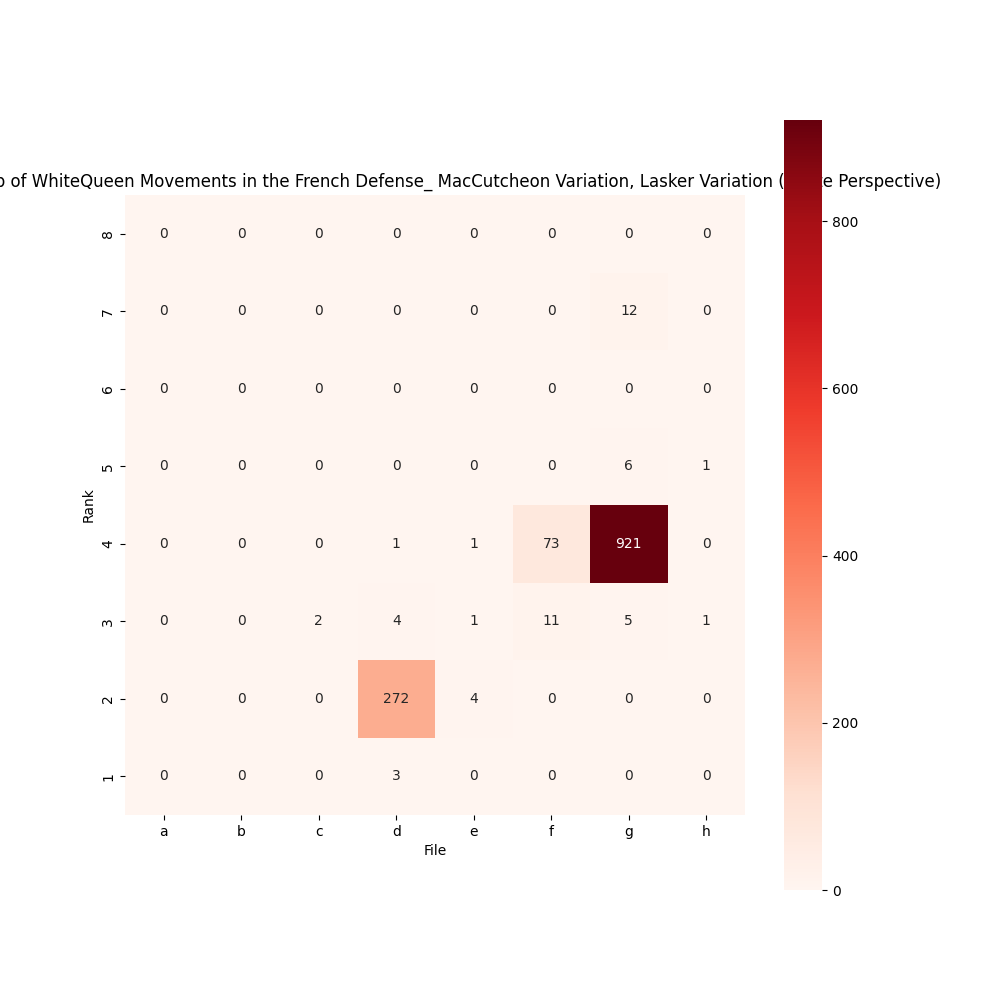 of WhiteQueen Movements in the French Defense_ MacCutcheon Variation, Lasker Variation ( e Perspective)
8 0 0 0 0 0 0 0 0
7 0 0 0 0 0 0 12 0
6 0 0 0 0 0 0 0 0
5 0 0 0 0 0 0 6 1
4 0 0 0 1 1 73 921 0
3 0 0 2 4 1 11 5 1
2 0 0 0 272 4 0 0 0
1 0 0 0 3 0 0 0 0
a b c d e f g h
File
Rank
800
600
400
200
0